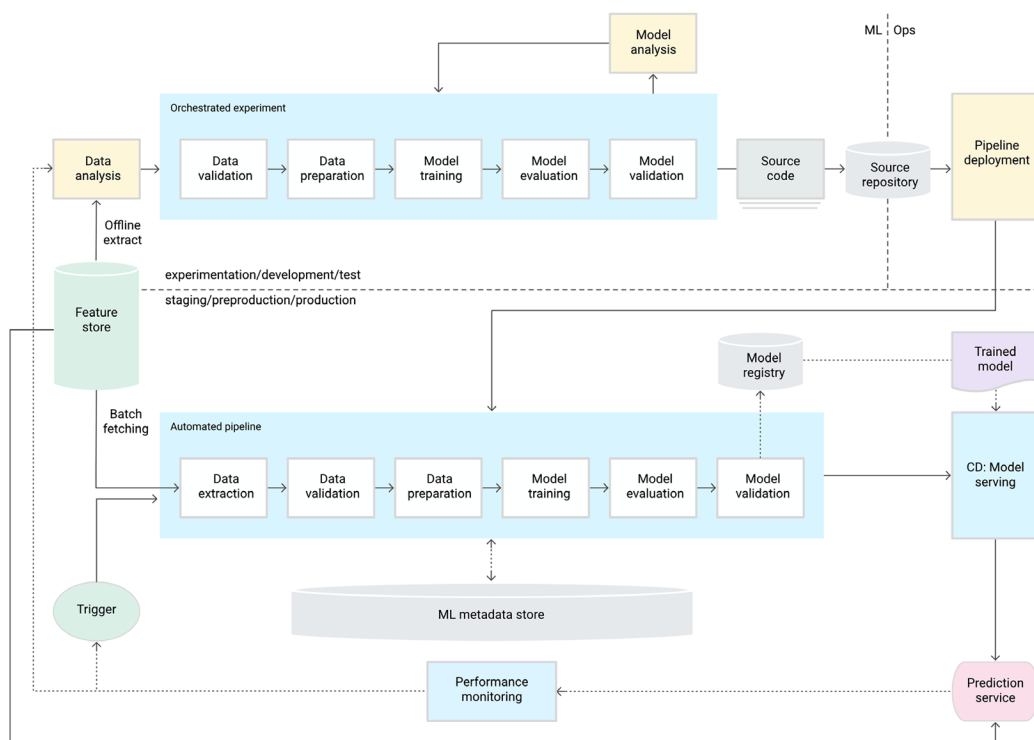 Model
analysis
ML
Ops
Orchestrated experiment
Data
analysis
Data
validation
Data
preparation
Model
training
Model
evaluation
Model
validation
Source
code
Source
repository
Pipeline
deployment
Offline
extract
experimentation/development/test
staging/preproduction/production
Feature
store
Model
registry
Trained
model
Batch
fetching
Automated pipeline
Data
extraction
Data
validation
Data
preparation
Model
training
Model
evaluation
Model
validation
CD: Model
serving
Trigger
ML metadata store
Performance
monitoring
Prediction
service